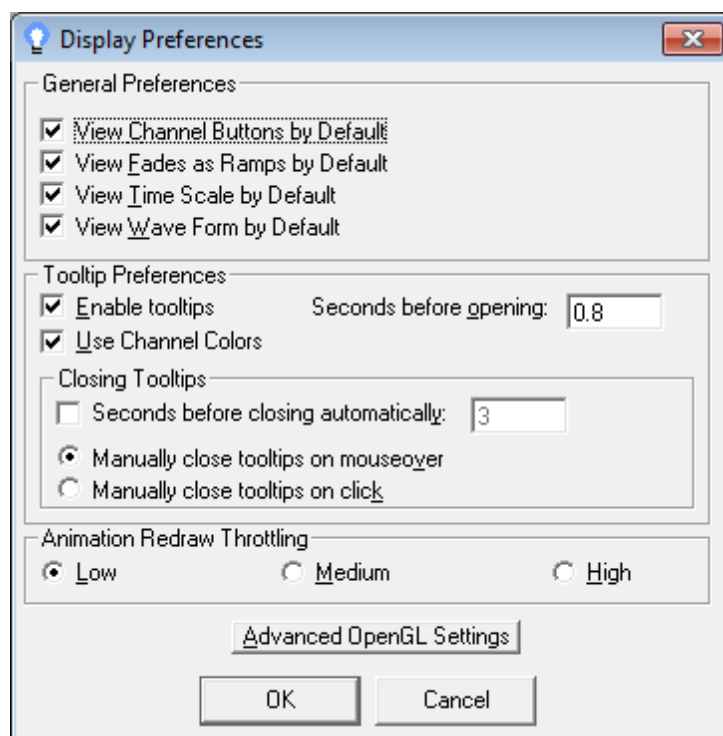 Display Preferences
General Preferences
View Channel Buttons by Default
View Fades as Ramps by Default
View Time Scale by Default
View Wave Form by Default
Tooltip Preferences
Enable tooltips Seconds before opening: 0.8
Use Channel Colors
Closing Tooltips
Seconds before closing automatically: 3
Manually close tooltips on mouseover
Manually close tooltips on click
Animation Redraw Throttling
Low Medium High
Advanced OpenGL Settings
OK Cancel